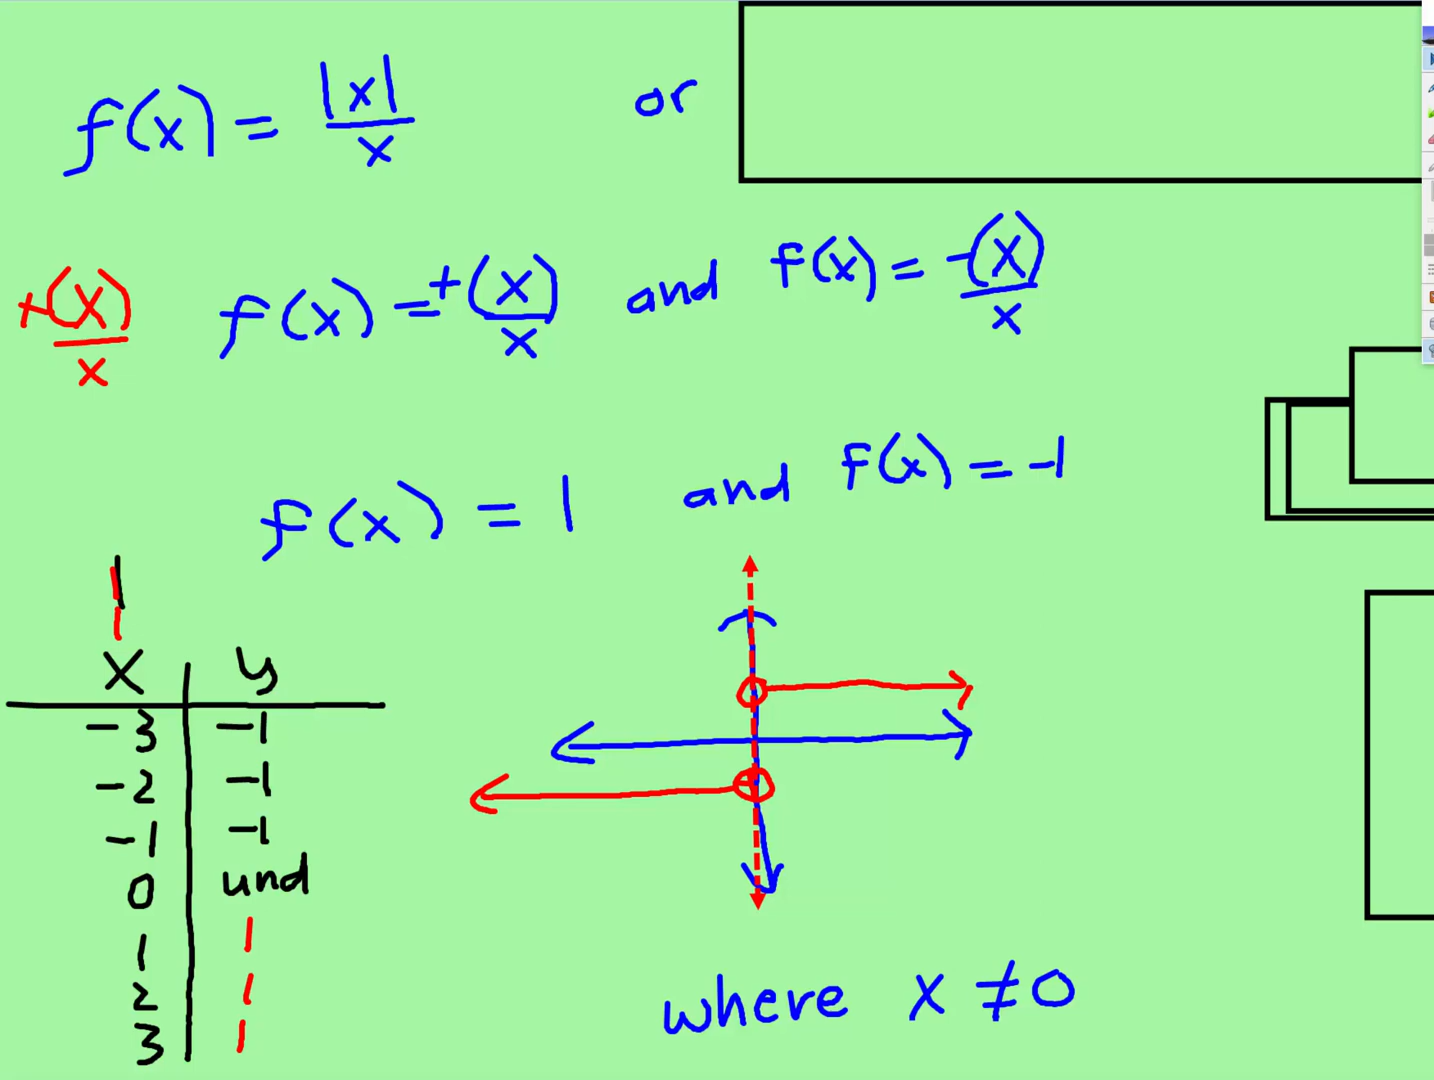 f(x) = |x|/x or
+(x)/x f(x) = +(x)/x and f(x) = -(x)/x
f(x) = 1 and f(x) = -1
x y
-3 -1
-2 -1
-1 -1
0 und
1 1
2 1
3 1
where x ≠ 0